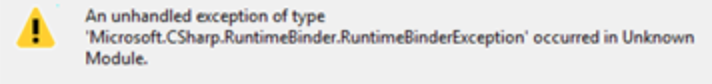 An unhandled exception of type
'Microsoft.CSharp.RuntimeBinder.RuntimeBinderException' occurred in Unknown
Module.